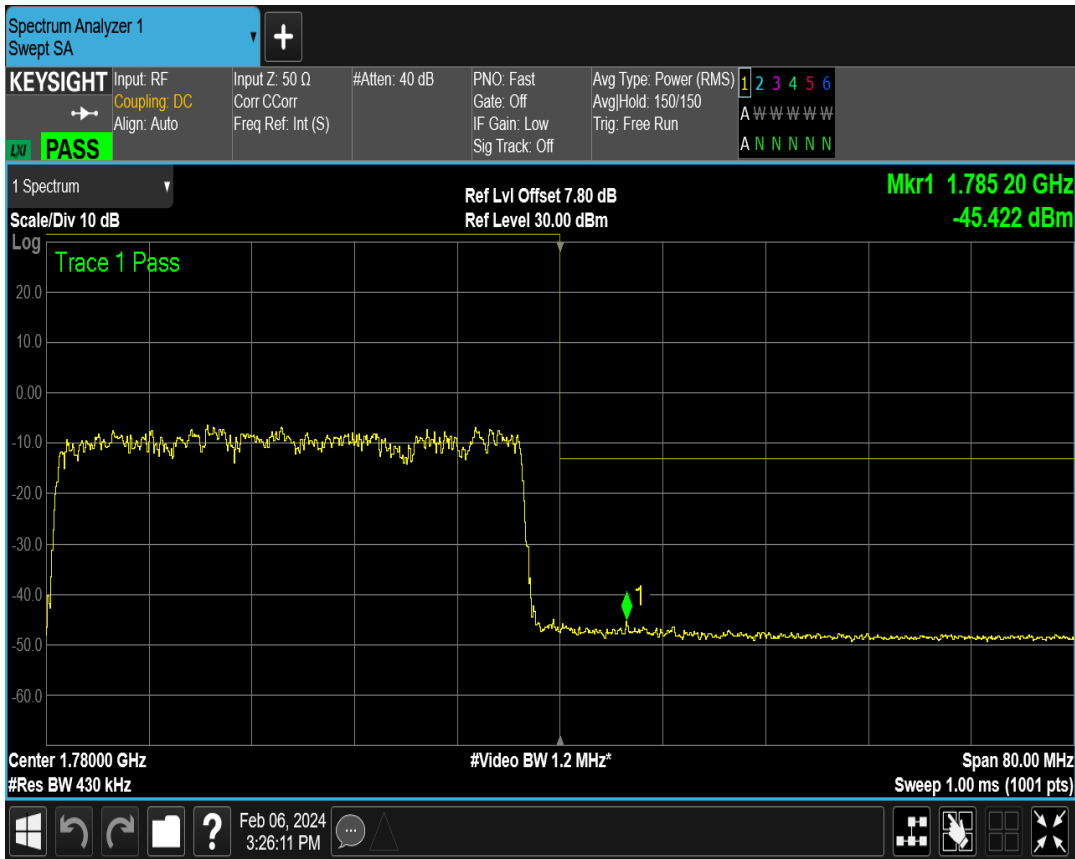 Spectrum Analyzer 1
Swept SA
KEYSIGHT
LXI PASS
Input: RF
Coupling: DC
Align: Auto
Input Z: 50 Ω
Corr CCorr
Freq Ref: Int (S)
#Atten: 40 dB
PNO: Fast
Gate: Off
IF Gain: Low
Sig Track: Off
Avg Type: Power (RMS)
Avg|Hold: 150/150
Trig: Free Run
1 2 3 4 5 6
A W W W W W
A N N N N N
1 Spectrum
Scale/Div 10 dB
Ref Lvl Offset 7.80 dB
Ref Level 30.00 dBm
Mkr1 1.785 20 GHz
-45.422 dBm
Log
Trace 1 Pass
20.0
10.0
0.00
-10.0
-20.0
-30.0
-40.0
1
-50.0
-60.0
Center 1.78000 GHz
#Res BW 430 kHz
#Video BW 1.2 MHz*
Span 80.00 MHz
Sweep 1.00 ms (1001 pts)
?
Feb 06, 2024
3:26:11 PM